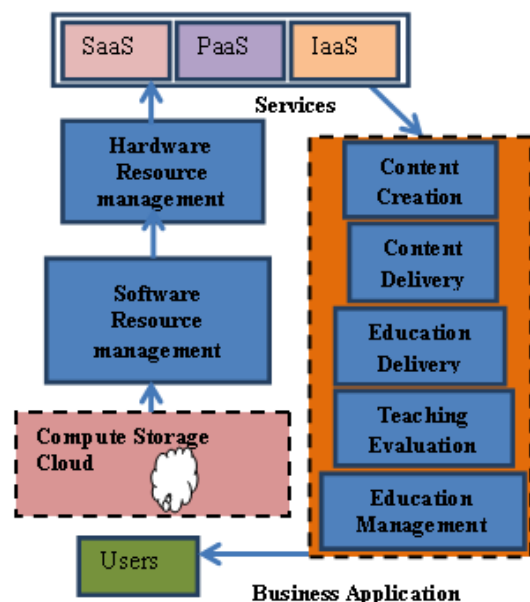 SaaS
PaaS
IaaS
Services
Hardware
Resource
management
Software
Resource
management
Compute Storage
Cloud
Users
Content
Creation
Content
Delivery
Education
Delivery
Teaching
Evaluation
Education
Management
Business Application